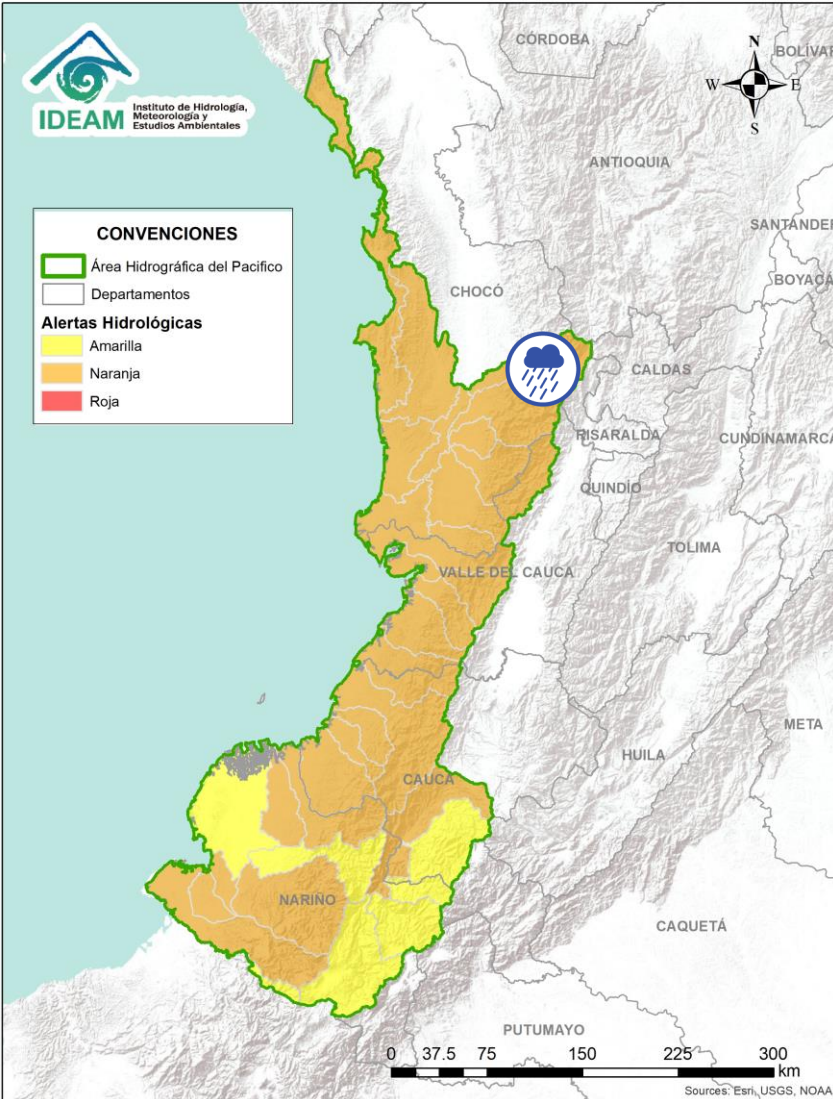 IDEAM
Instituto de Hidrología,
Meteorología y
Estudios Ambientales
CÓRDOBA
BOLÍVAR
N
W
E
S
ANTIOQUIA
SANTANDER
BOYACÁ
CONVENCIONES
Área Hidrográfica del Pacifico
Departamentos
Alertas Hidrológicas
Amarilla
Naranja
Roja
CHOCÓ
CALDAS
RISARALDA
CUNDINAMARCA
QUINDÍO
TOLIMA
VALLE DEL CAUCA
META
HUILA
CAUCA
NARIÑO
CAQUETÁ
PUTUMAYO
0 37.5 75 150 225 300
km
Sources: Esri, USGS, NOAA